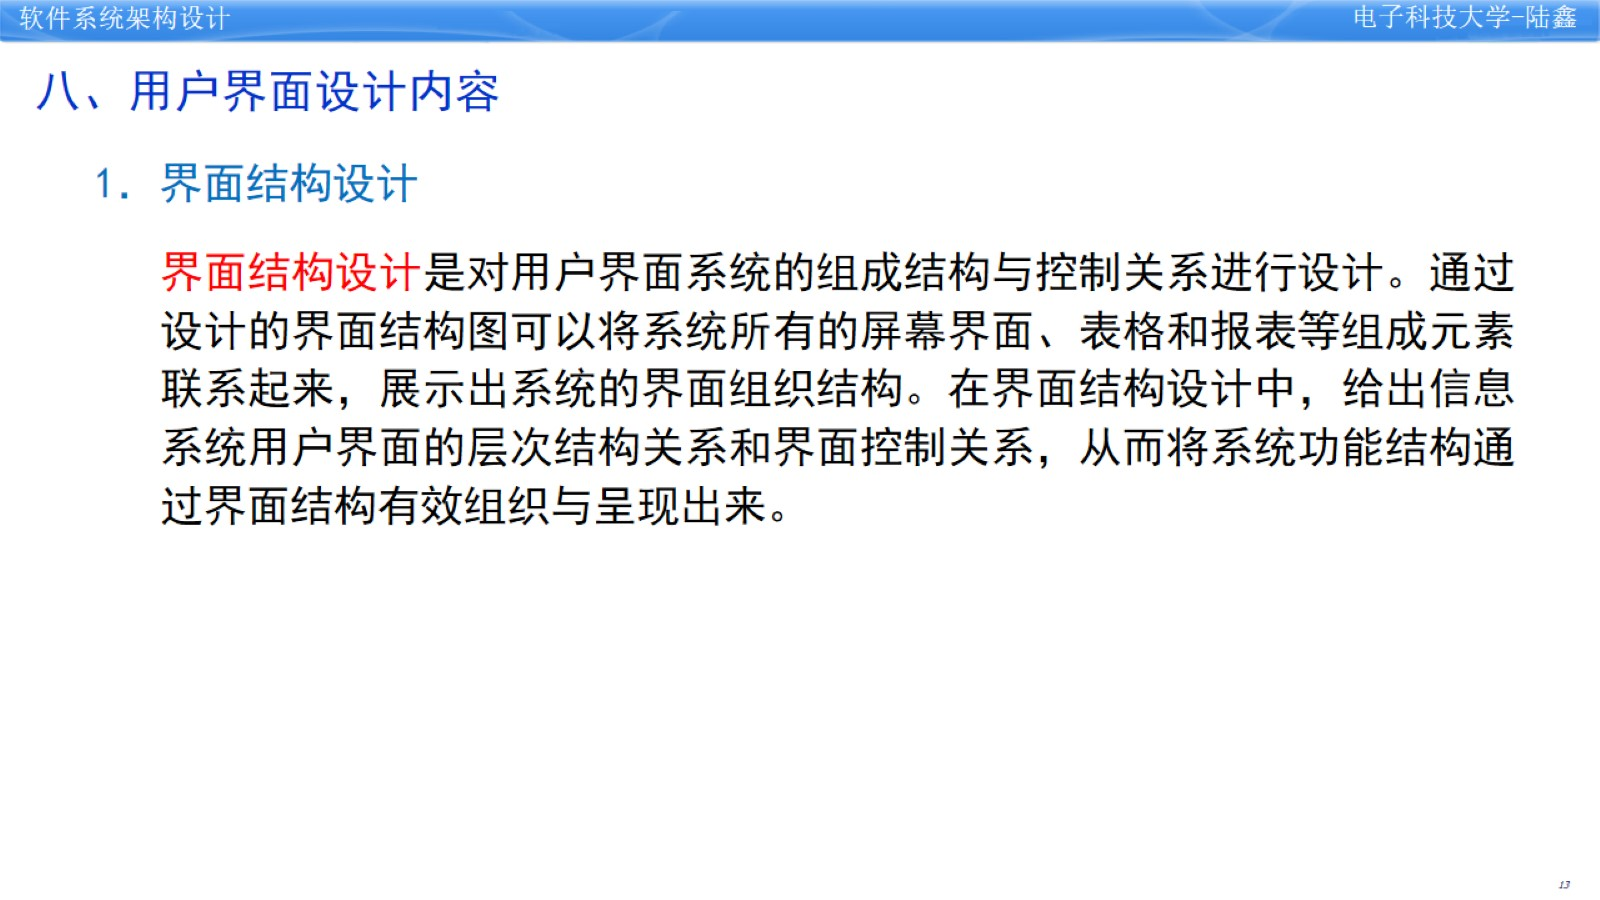 软件系统架构设计
电子科技大学-陆鑫
八、用户界面设计内容
1. 界面结构设计
界面结构设计是对用户界面系统的组成结构与控制关系进行设计。通过
设计的界面结构图可以将系统所有的屏幕界面、表格和报表等组成元素
联系起来，展示出系统的界面组织结构。在界面结构设计中，给出信息
系统用户界面的层次结构关系和界面控制关系，从而将系统功能结构通
过界面结构有效组织与呈现出来。
13